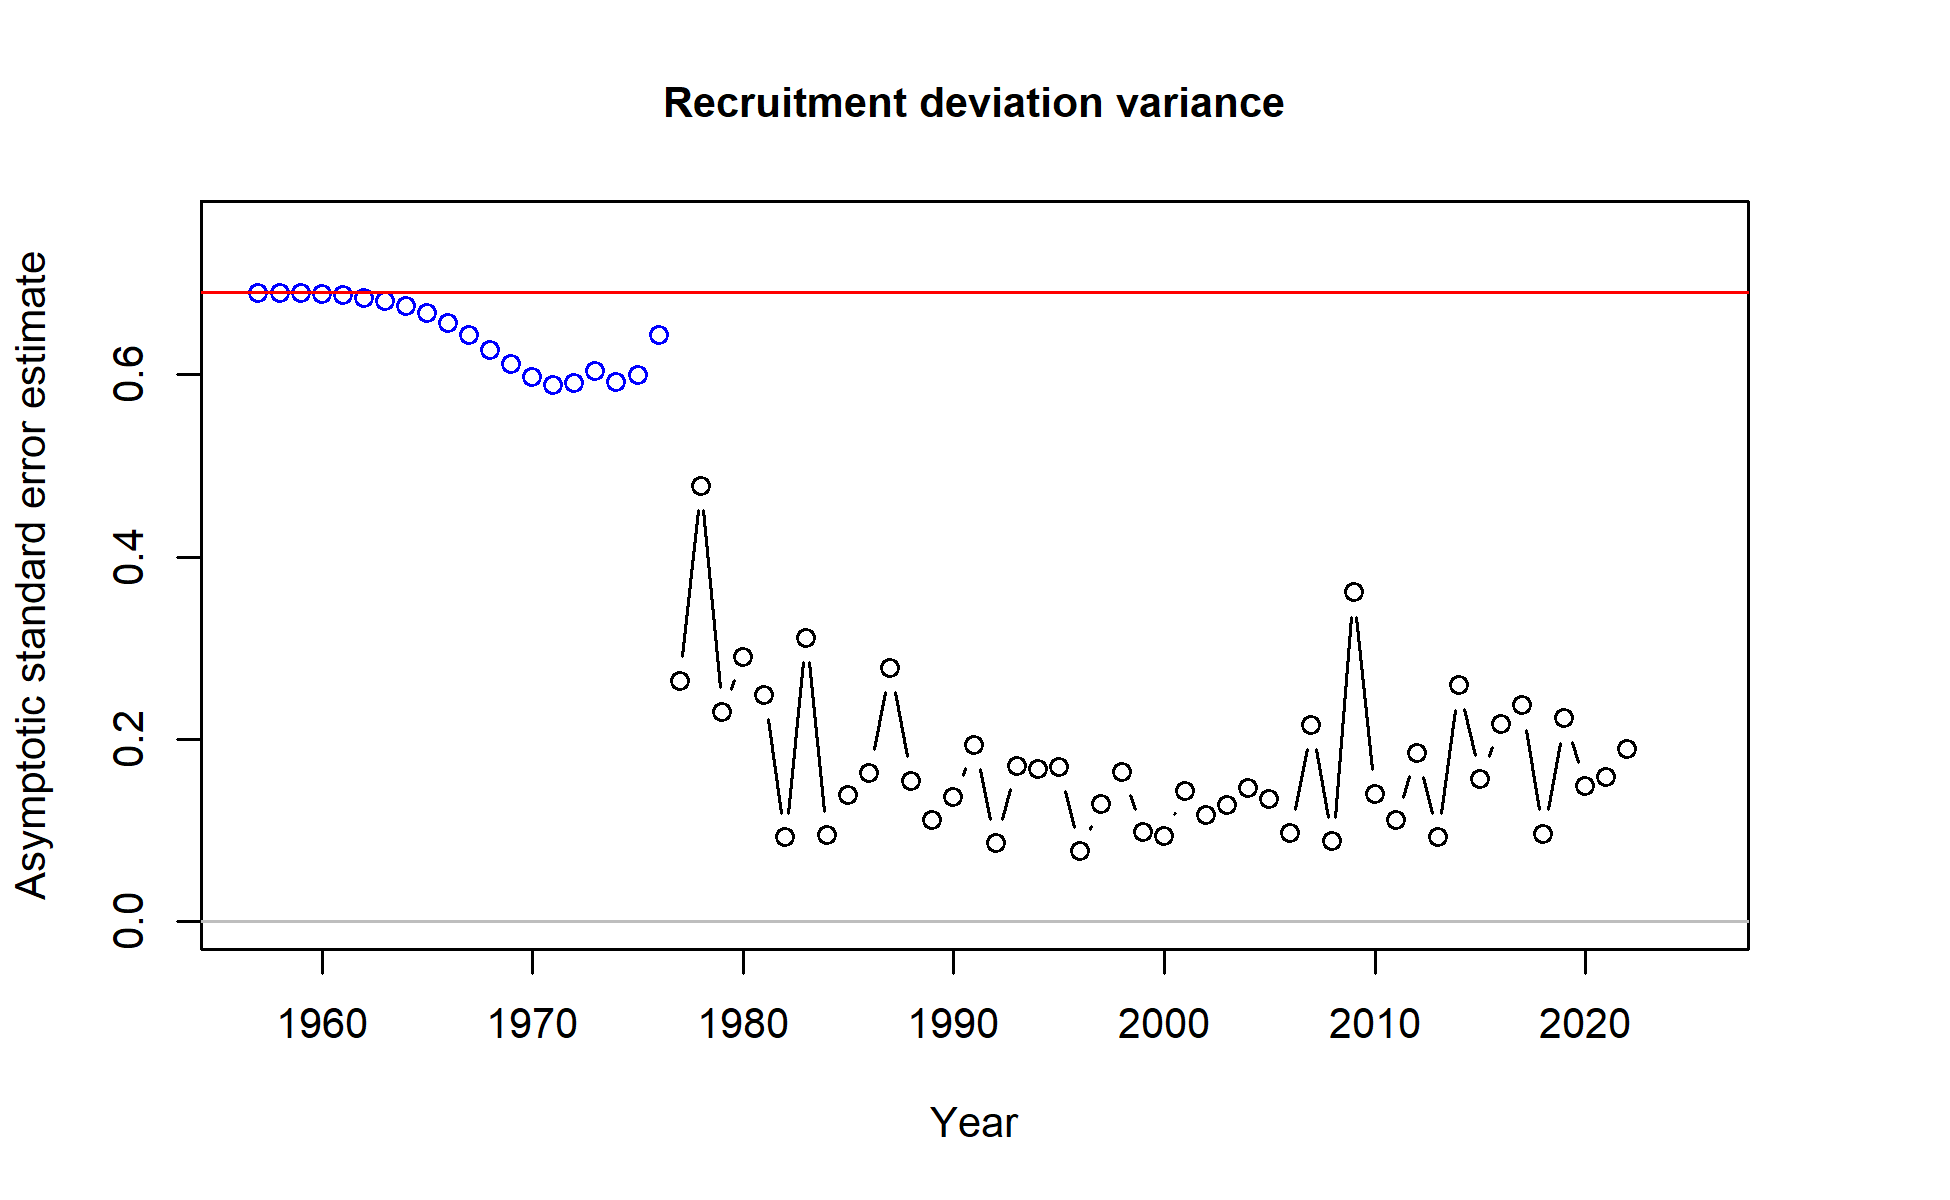 Recruitment deviation variance
Asymptotic standard error estimate
0.6
0.4
0.2
0.0
1960 1970 1980 1990 2000 2010 2020
Year